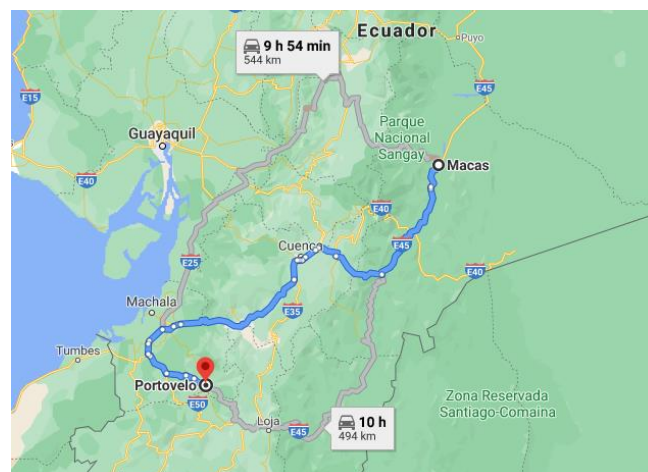 Ecuador
Puyo
9 h 54 min
544 km
E15
E45
Parque
Nacional
Sangay
Guayaquil
Macas
E40
E40
E45
Cuenca
E40
E25
Machala
E35
Tumbes
Portovelo
E50
Zona Reservada
Santiago-Comaina
Loja
E45
10 h
494 km